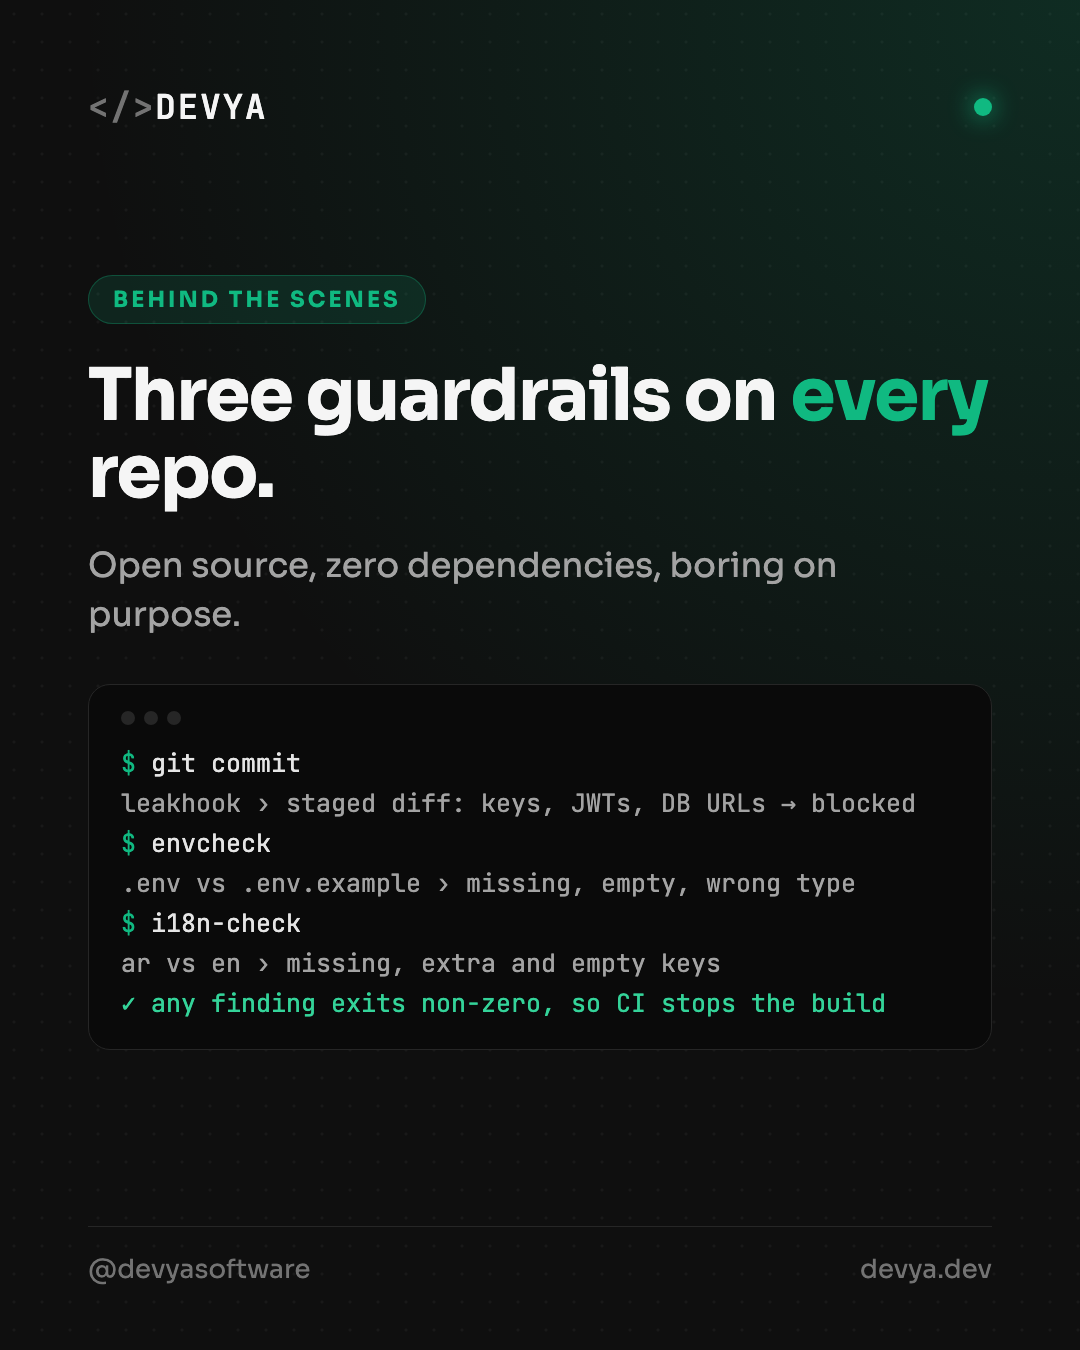 </>DEVYA
BEHIND THE SCENES
Three guardrails on every
repo.
Open source, zero dependencies, boring on
purpose.
$ git commit
leakhook › staged diff: keys, JWTs, DB URLs → blocked
$ envcheck
.env vs .env.example › missing, empty, wrong type
$ i18n-check
ar vs en › missing, extra and empty keys
✓ any finding exits non-zero, so CI stops the build
@devyasoftware
devya.dev